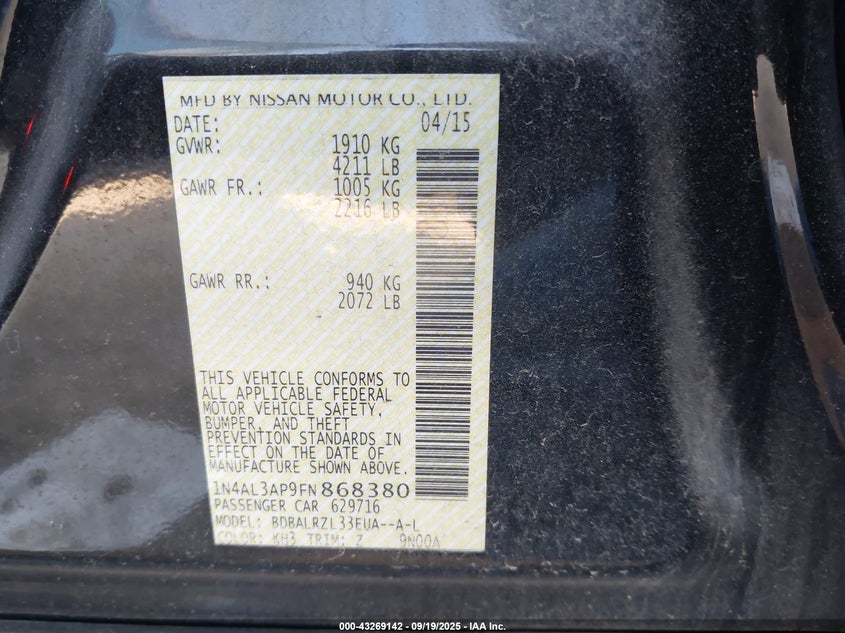 MFD BY NISSAN MOTOR CO., LTD.
DATE: 04/15
GVWR: 1910 KG
4211 LB
GAWR FR.: 1005 KG
2216 LB
GAWR RR.: 940 KG
2072 LB
THIS VEHICLE CONFORMS TO
ALL APPLICABLE FEDERAL
MOTOR VEHICLE SAFETY,
BUMPER, AND THEFT
PREVENTION STANDARDS IN
EFFECT ON THE DATE OF
MANUFACTURE SHOWN ABOVE.
1N4AL3AP9FN868380
PASSENGER CAR 629716
MODEL: BDBALRZL33EUA--A-L
COLOR: KH3 TRIM: Z 9N00A
000-43269142 - 09/19/2025 - IAA Inc.